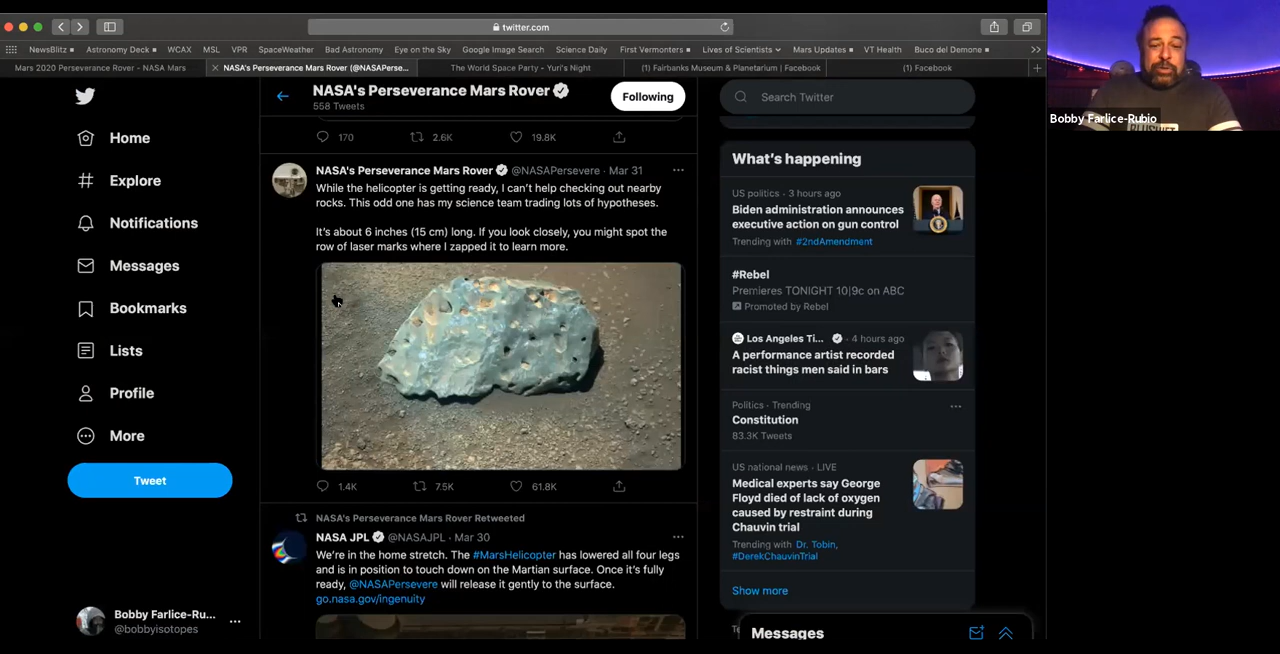 twitter.com
NewsBlitz
Astronomy Deck
WCAX
MSL
VPR
SpaceWeather
Bad Astronomy
Eye on the Sky
Google Image Search
Science Daily
First Vermonters
Lives of Scientists
Mars Updates
VT Health
Buco del Demone
Mars 2020 Perseverance Rover - NASA Mars
NASA's Perseverance Mars Rover (@NASAPerse...
The World Space Party - Yuri's Night
(1) Fairbanks Museum & Planetarium | Facebook
(1) Facebook
Home
Explore
Notifications
Messages
Bookmarks
Lists
Profile
More
Tweet
Bobby Farlice-Ru...
@bobbyisotopes
NASA's Perseverance Mars Rover
558 Tweets
Following
170
2.6K
19.8K
NASA's Perseverance Mars Rover @NASAPersevere · Mar 31
While the helicopter is getting ready, I can't help checking out nearby
rocks. This odd one has my science team trading lots of hypotheses.
It's about 6 inches (15 cm) long. If you look closely, you might spot the
row of laser marks where I zapped it to learn more.
1.4K
7.5K
61.8K
NASA's Perseverance Mars Rover Retweeted
NASA JPL @NASAJPL · Mar 30
We're in the home stretch. The #MarsHelicopter has lowered all four legs
and is in position to touch down on the Martian surface. Once it's fully
ready, @NASAPersevere will release it gently to the surface.
go.nasa.gov/ingenuity
Search Twitter
What's happening
US politics · 3 hours ago
Biden administration announces
executive action on gun control
Trending with #2ndAmendment
#Rebel
Premieres TONIGHT 10|9c on ABC
Promoted by Rebel
Los Angeles Ti... · 4 hours ago
A performance artist recorded
racist things men said in bars
Politics · Trending
Constitution
83.3K Tweets
US national news · LIVE
Medical experts say George
Floyd died of lack of oxygen
caused by restraint during
Chauvin trial
Trending with Dr. Tobin,
#DerekChauvinTrial
Show more
Messages
Bobby Farlice-Rubio